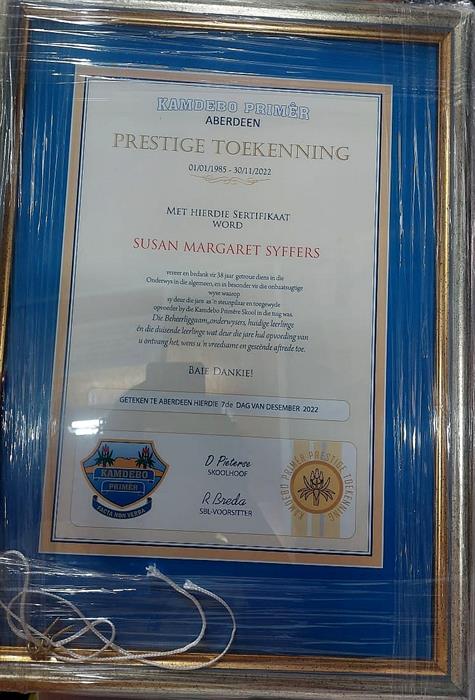 KAMDEBO PRIMÊR
ABERDEEN
PRESTIGE TOEKENNING
01/01/1985 - 30/11/2022
MET HIERDIE SERTIFIKAAT
WORD
SUSAN MARGARET SYFFERS
vereer en bedank vir 38 jaar getroue diens in die
Onderwys in die algemeen, en in besonder vir die onbaatsugtige
wyse waarop
sy deur die jare as 'n steunpilaar en toegewyde
opvoeder by die Kamdebo Primêre Skool in die tuig was.
Die Beheerliggaam, onderwysers, huidige leerlinge
én die duisende leerlinge wat deur die jare hul opvoeding van
u ontvang het, wens u 'n vreedsame en geseënde aftrede toe.
BAIE DANKIE!
GETEKEN TE ABERDEEN HIERDIE 7de DAG VAN DESEMBER 2022
KAMDEBO
PRIMÊR
FACTA NON VERBA
D Pieterse
SKOOLHOOF
R Breda
SBL-VOORSITTER
KAMDEBO PRIMÊR PRESTIGE TOEKENNING